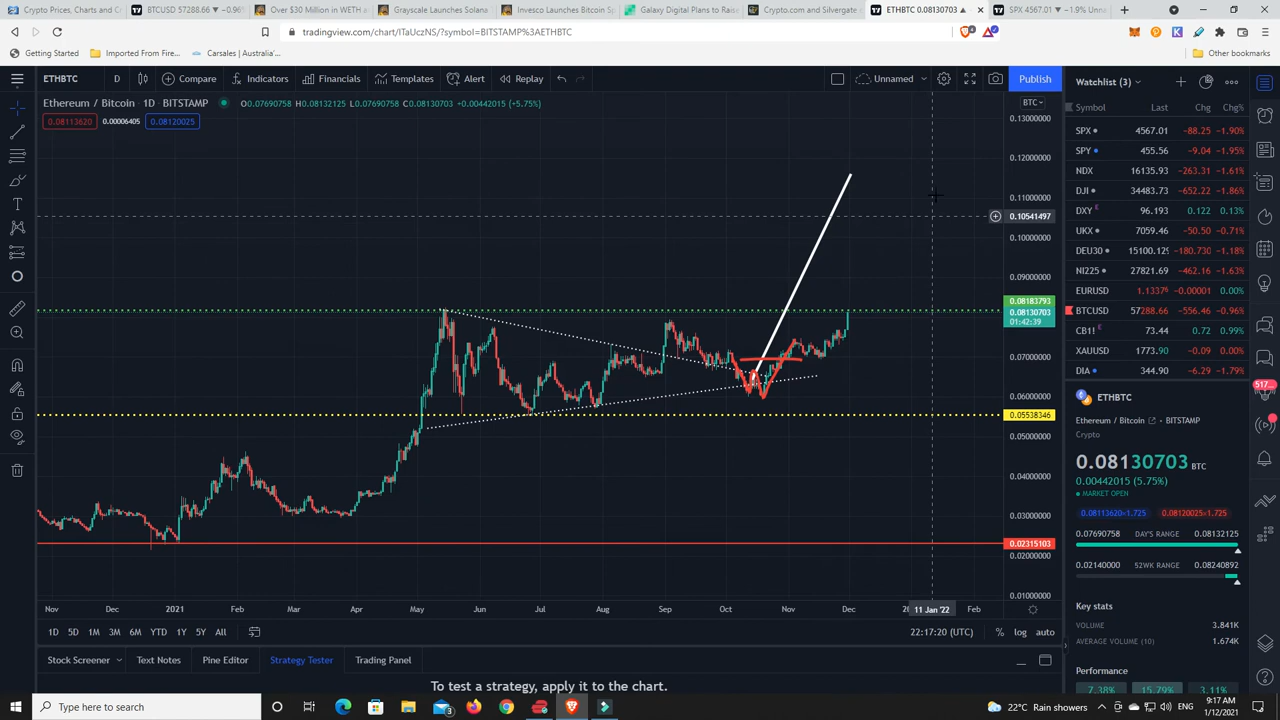 Crypto Prices, Charts and Cr
BTCUSD 57288.66 ▼ −0.96%
Over $30 Million in WETH a
Grayscale Launches Solana
Invesco Launches Bitcoin Sp
Galaxy Digital Plans to Raise
Crypto.com and Silvergate
ETHBTC 0.08130703 ▲
SPX 4567.01 ▼ −1.9% Unna
tradingview.com/chart/ITaUczNS/?symbol=BITSTAMP%3AETHBTC
Getting Started
Imported From Fire...
Carsales | Australia'...
Other bookmarks
ETHBTC D Compare Indicators Financials Templates Alert Replay Unnamed Publish
Ethereum / Bitcoin · 1D · BITSTAMP O0.07690758 H0.08132125 L0.07690758 C0.08130703 +0.00442015 (+5.75%)
0.08113620 0.00006405 0.08120025
BTC
0.13000000
0.12000000
0.11000000
0.10541497
0.10000000
0.09000000
0.08183793
0.08130703
01:42:39
0.07000000
0.06000000
0.05538346
0.05000000
0.04000000
0.03000000
0.02315103
0.02000000
0.01000000
Nov Dec 2021 Feb Mar Apr May Jun Jul Aug Sep Oct Nov Dec 11 Jan '22 Feb
1D 5D 1M 3M 6M YTD 1Y 5Y All
22:17:20 (UTC) % log auto
Stock Screener Text Notes Pine Editor Strategy Tester Trading Panel
To test a strategy, apply it to the chart.
Watchlist (3)
Symbol Last Chg Chg%
SPX 4567.01 −88.25 −1.90%
SPY 455.56 −9.04 −1.95%
NDX 16135.93 −263.31 −1.61%
DJI 34483.73 −652.22 −1.86%
DXY E 96.193 0.122 0.13%
UKX 7059.46 −50.50 −0.71%
DEU30 15100.129 −180.730 −1.18%
NI225 27821.69 −462.16 −1.63%
EURUSD 1.13376 −0.00001 0.00%
BTCUSD 57288.66 −556.46 −0.96%
CB1! E 73.44 0.72 0.99%
XAUUSD 1773.90 −0.09 0.00%
DIA 344.90 −6.29 −1.79%
517
ETHBTC
Ethereum / Bitcoin · BITSTAMP
Crypto
0.08130703 BTC
0.00442015 (5.75%)
MARKET OPEN
0.08113620×1.725 0.08120025×1.725
0.07690758 DAY'S RANGE 0.08132125
0.02140000 52WK RANGE 0.08240892
Key stats
VOLUME 3.841K
AVERAGE VOLUME (10) 1.674K
Performance
7.38% 15.79% 3.11%
Type here to search
3
22°C Rain showers
9:17 AM
1/12/2021